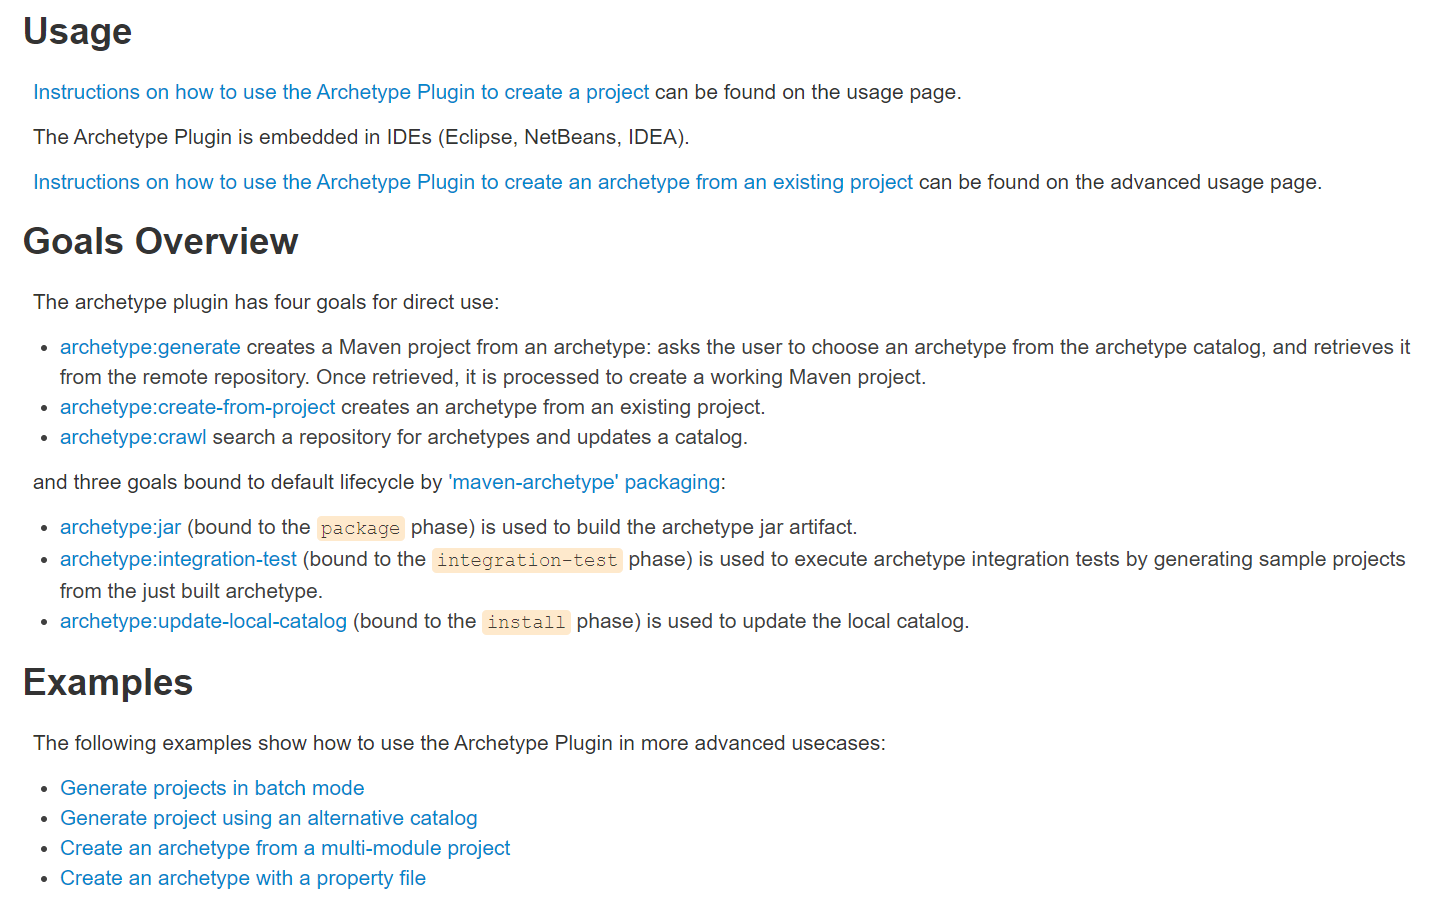 Usage
Instructions on how to use the Archetype Plugin to create a project can be found on the usage page.
The Archetype Plugin is embedded in IDEs (Eclipse, NetBeans, IDEA).
Instructions on how to use the Archetype Plugin to create an archetype from an existing project can be found on the advanced usage page.
Goals Overview
The archetype plugin has four goals for direct use:
• archetype:generate creates a Maven project from an archetype: asks the user to choose an archetype from the archetype catalog, and retrieves it
from the remote repository. Once retrieved, it is processed to create a working Maven project.
• archetype:create-from-project creates an archetype from an existing project.
• archetype:crawl search a repository for archetypes and updates a catalog.
and three goals bound to default lifecycle by 'maven-archetype' packaging:
• archetype:jar (bound to the package phase) is used to build the archetype jar artifact.
• archetype:integration-test (bound to the integration-test phase) is used to execute archetype integration tests by generating sample projects
from the just built archetype.
• archetype:update-local-catalog (bound to the install phase) is used to update the local catalog.
Examples
The following examples show how to use the Archetype Plugin in more advanced usecases:
• Generate projects in batch mode
• Generate project using an alternative catalog
• Create an archetype from a multi-module project
• Create an archetype with a property file